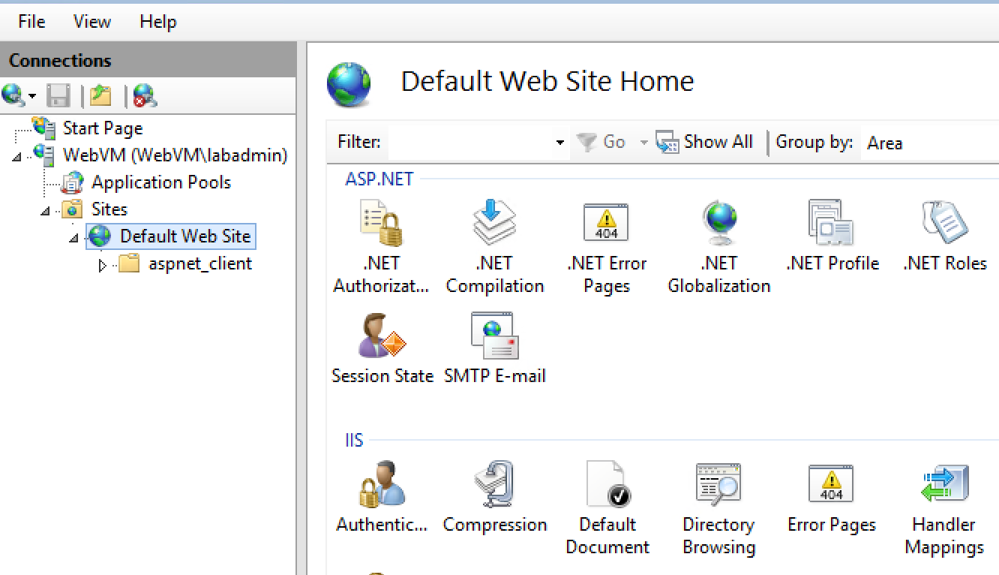 File View Help
Connections
Start Page
WebVM (WebVM\labadmin)
Application Pools
Sites
Default Web Site
aspnet_client
Default Web Site Home
Filter: Go Show All Group by: Area
ASP.NET
.NET Authorizat...
.NET Compilation
404
.NET Error Pages
.NET Globalization
.NET Profile
.NET Roles
Session State
SMTP E-mail
IIS
Authentic...
Compression
Default Document
Directory Browsing
404
Error Pages
Handler Mappings